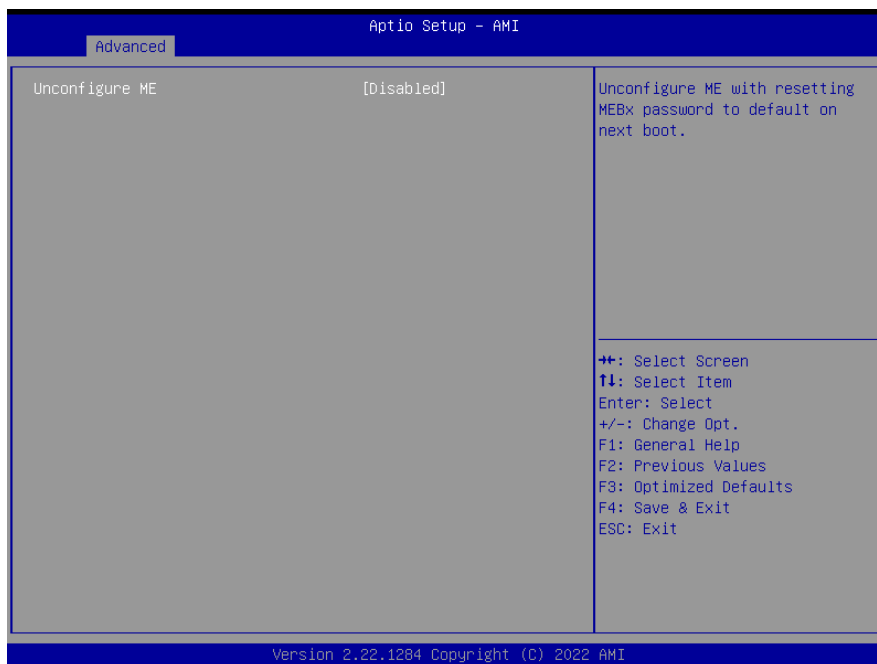 Aptio Setup – AMI
Advanced
Unconfigure ME [Disabled]
Unconfigure ME with resetting
MEBx password to default on
next boot.
→←: Select Screen
↑↓: Select Item
Enter: Select
+/-: Change Opt.
F1: General Help
F2: Previous Values
F3: Optimized Defaults
F4: Save & Exit
ESC: Exit
Version 2.22.1284 Copyright (C) 2022 AMI